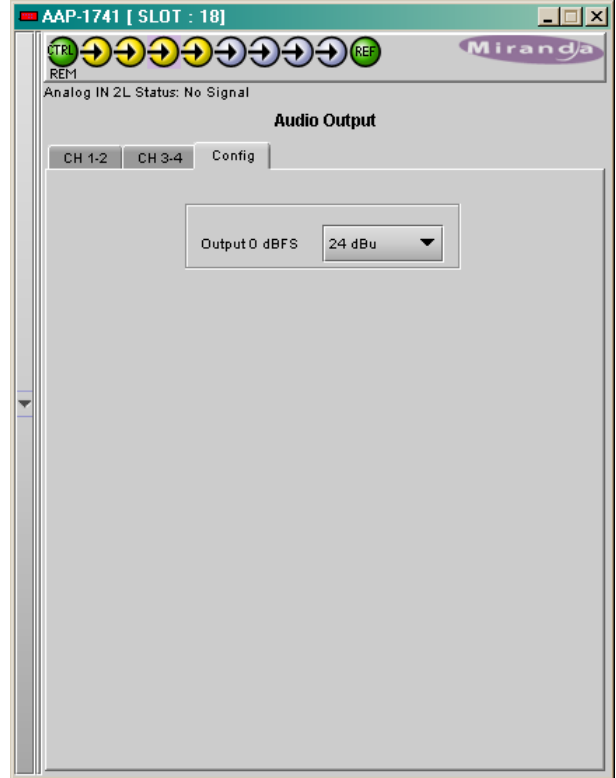 AAP-1741 [ SLOT : 18]
CTRL REF Miranda
REM
Analog IN 2L Status: No Signal
Audio Output
CH 1-2 CH 3-4 Config
Output 0 dBFS 24 dBu